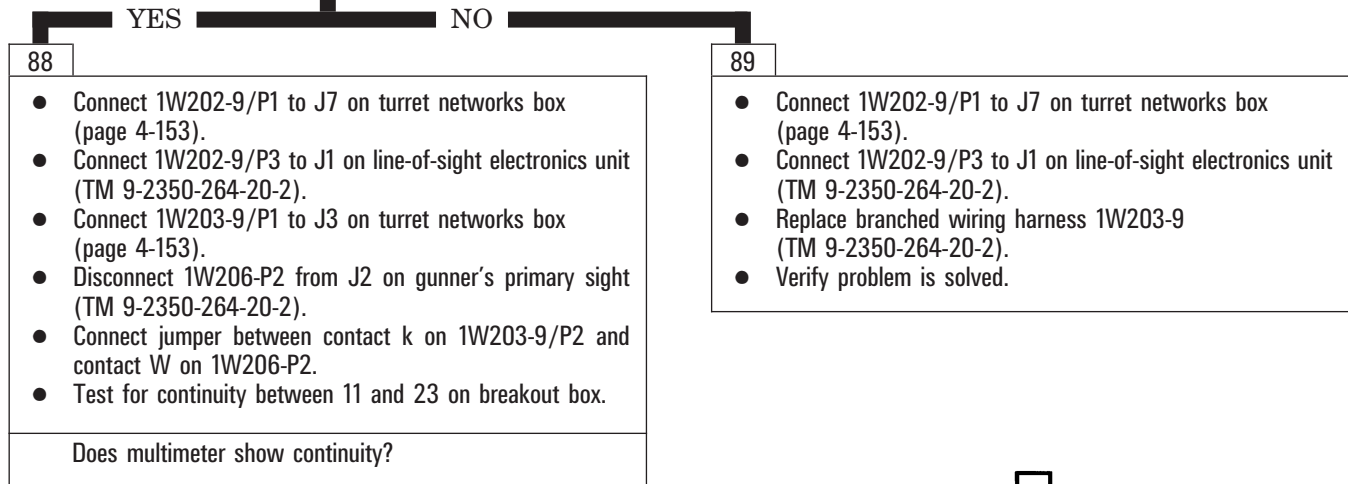 YES NO
88
● Connect 1W202-9/P1 to J7 on turret networks box
(page 4-153).
● Connect 1W202-9/P3 to J1 on line-of-sight electronics unit
(TM 9-2350-264-20-2).
● Connect 1W203-9/P1 to J3 on turret networks box
(page 4-153).
● Disconnect 1W206-P2 from J2 on gunner's primary sight
(TM 9-2350-264-20-2).
● Connect jumper between contact k on 1W203-9/P2 and
contact W on 1W206-P2.
● Test for continuity between 11 and 23 on breakout box.
Does multimeter show continuity?
89
● Connect 1W202-9/P1 to J7 on turret networks box
(page 4-153).
● Connect 1W202-9/P3 to J1 on line-of-sight electronics unit
(TM 9-2350-264-20-2).
● Replace branched wiring harness 1W203-9
(TM 9-2350-264-20-2).
● Verify problem is solved.